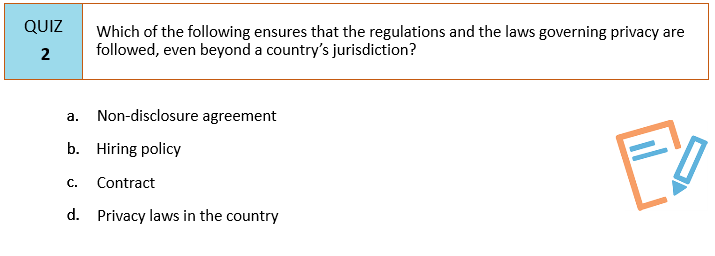 QUIZ
2
Which of the following ensures that the regulations and the laws governing privacy are
followed, even beyond a country’s jurisdiction?
a. Non-disclosure agreement
b. Hiring policy
c. Contract
d. Privacy laws in the country